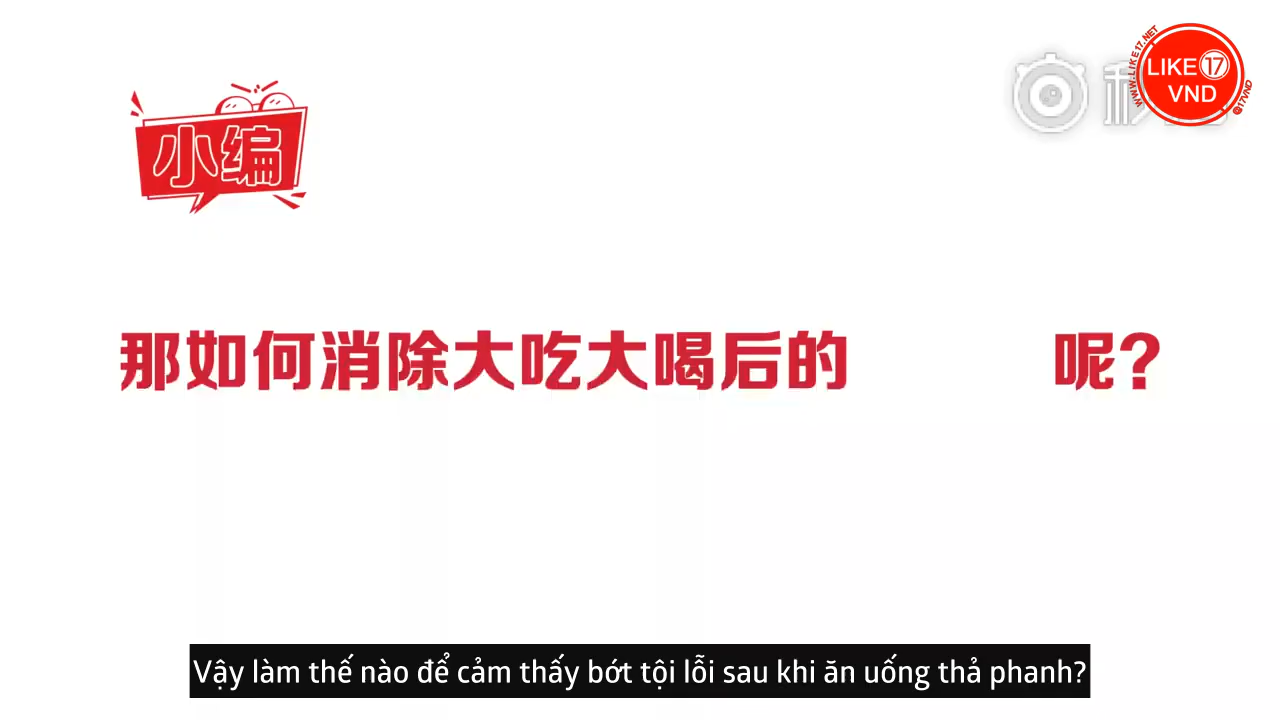 WWW.LIKE17.NET
LIKE 17
VND
@17VND
小编
那如何消除大吃大喝后的 呢?
Vậy làm thế nào để cảm thấy bớt tội lỗi sau khi ăn uống thả phanh?